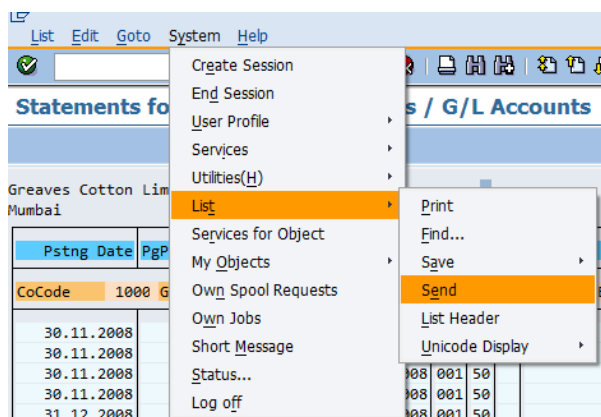 List Edit Goto System Help
Create Session
End Session
User Profile
Services
Utilities(H)
List
Services for Object
My Objects
Own Spool Requests
Own Jobs
Short Message
Status...
Log off
Print
Find...
Save
Send
List Header
Unicode Display
Statements fo s / G/L Accounts
Greaves Cotton Lim
Mumbai
Pstng Date PgP
CoCode 1000 G
30.11.2008
30.11.2008
30.11.2008 008 001 50
30.11.2008 008 001 50
31.12.2008 008 001 50